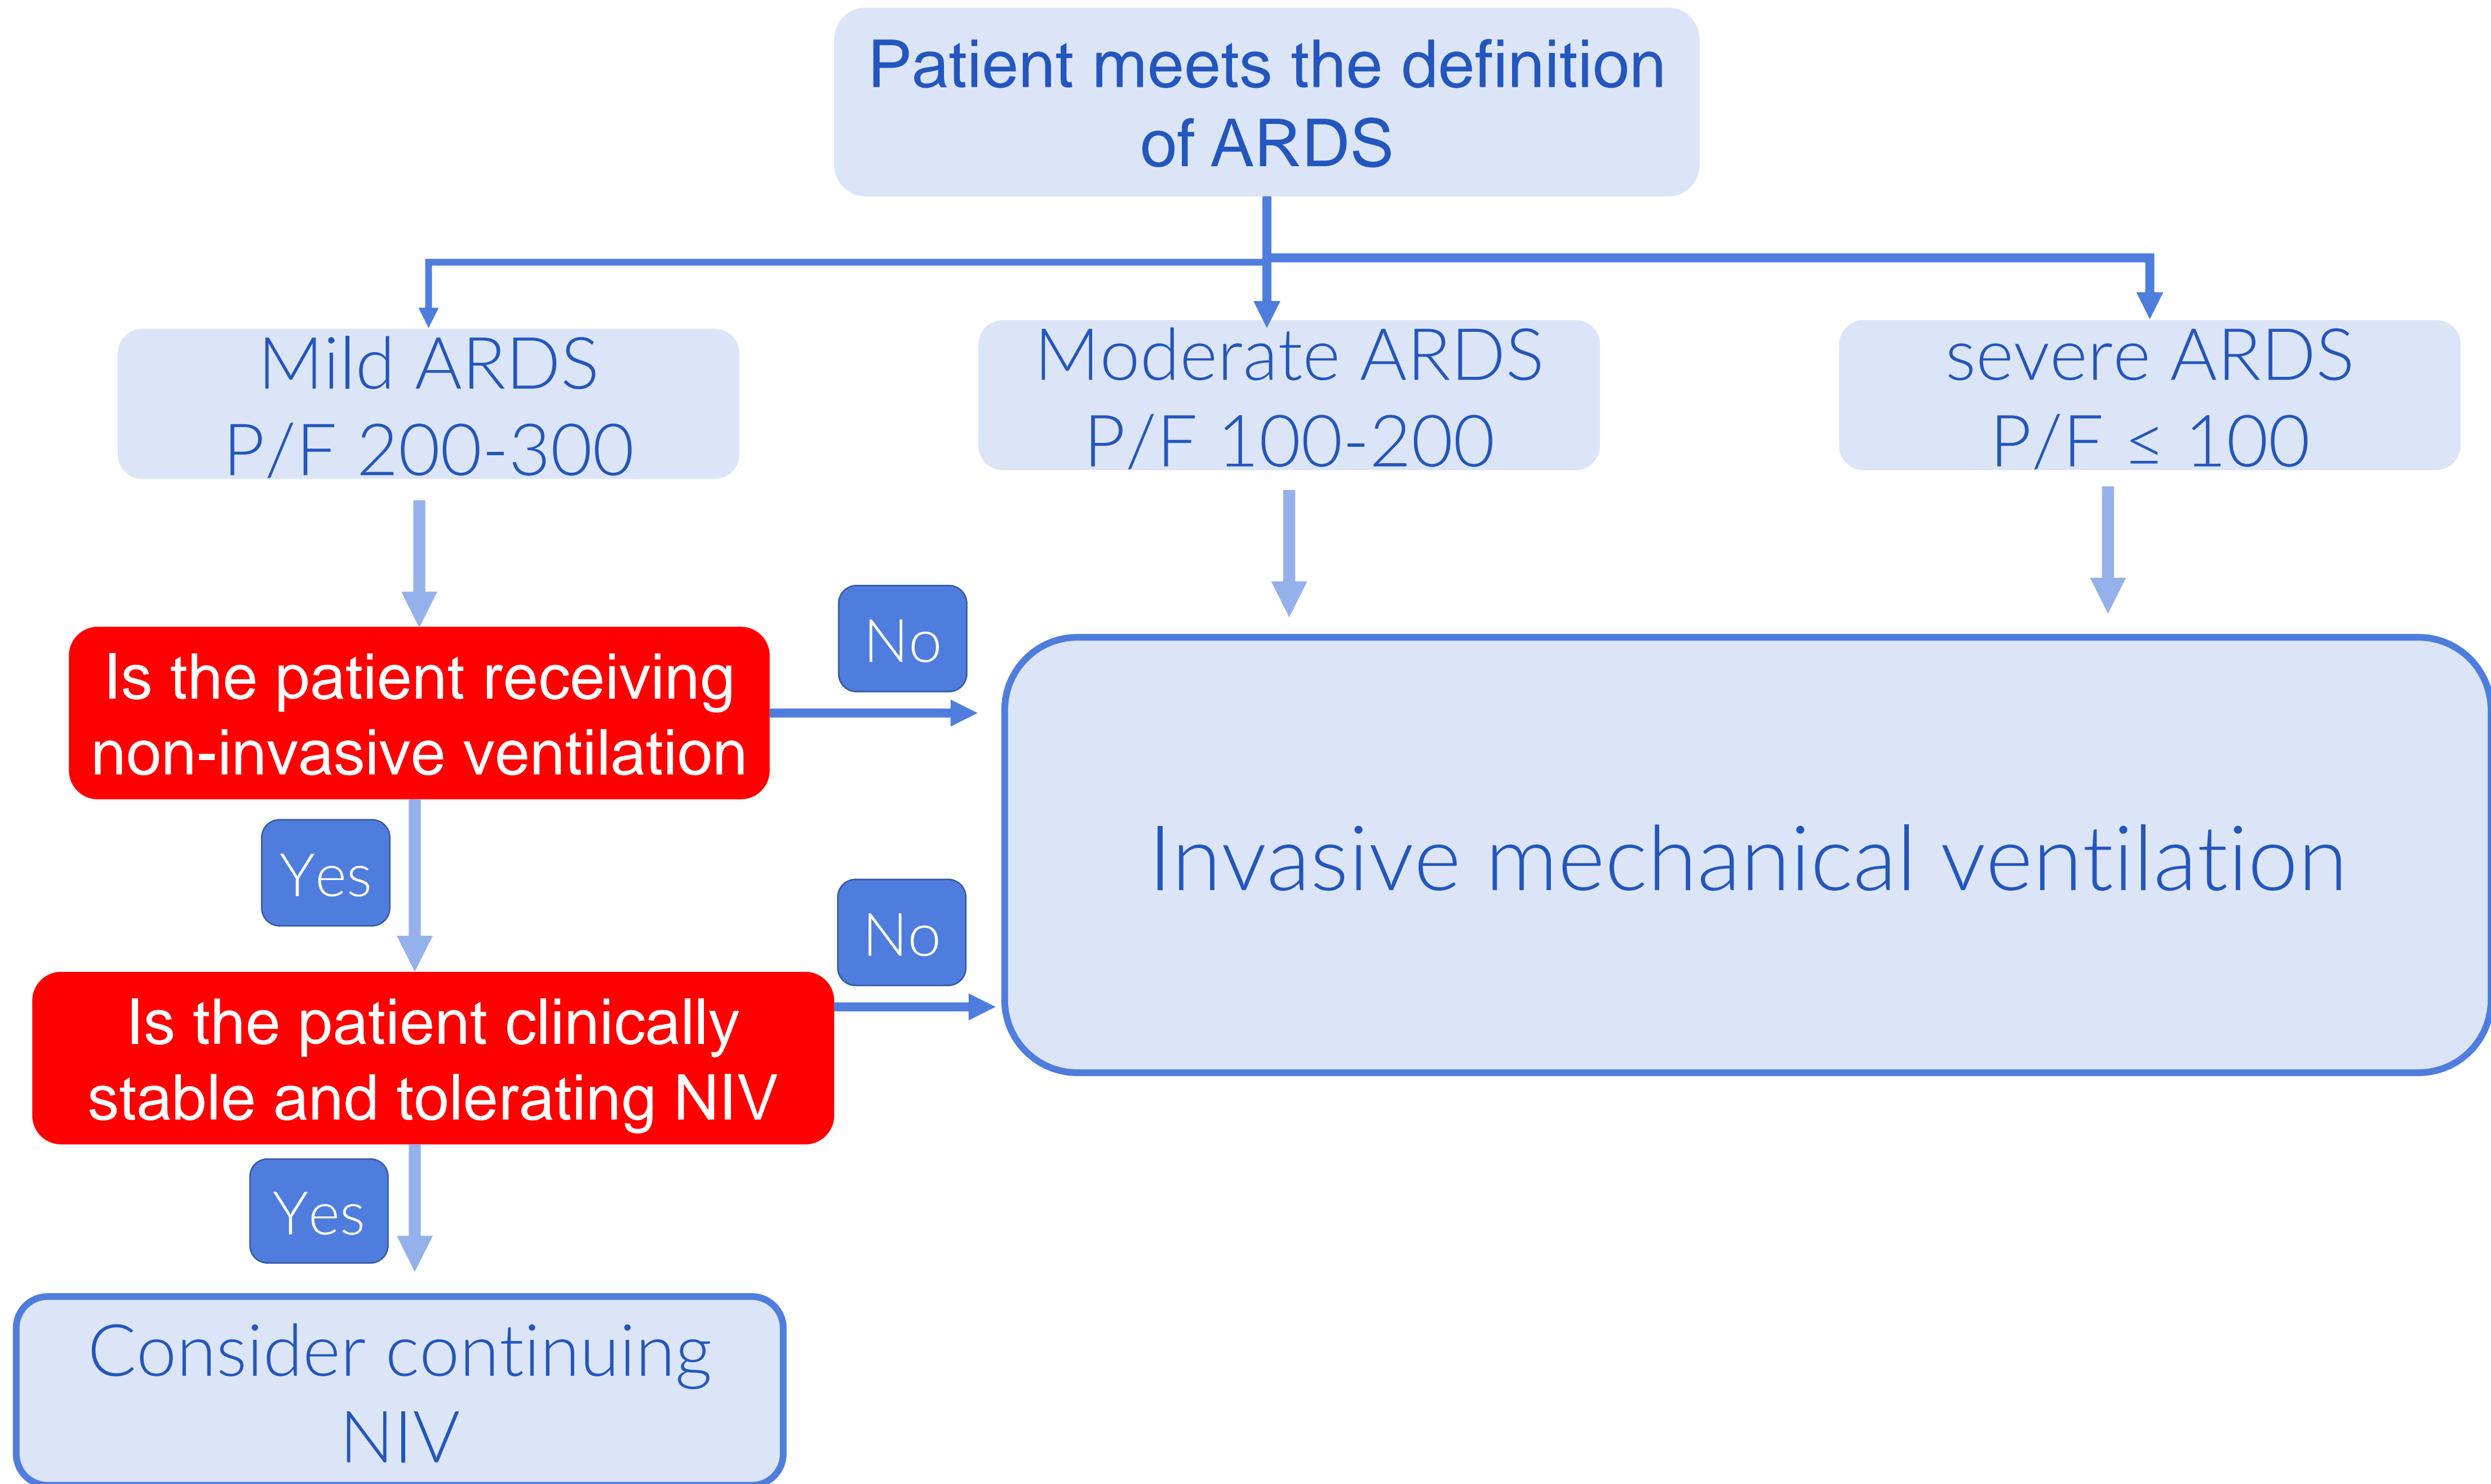 Patient meets the definition
of ARDS
Mild ARDS
P/F 200-300
Moderate ARDS
P/F 100-200
severe ARDS
P/F ≤ 100
Is the patient receiving
non-invasive ventilation
No
Invasive mechanical ventilation
Yes
No
Is the patient clinically
stable and tolerating NIV
Yes
Consider continuing
NIV